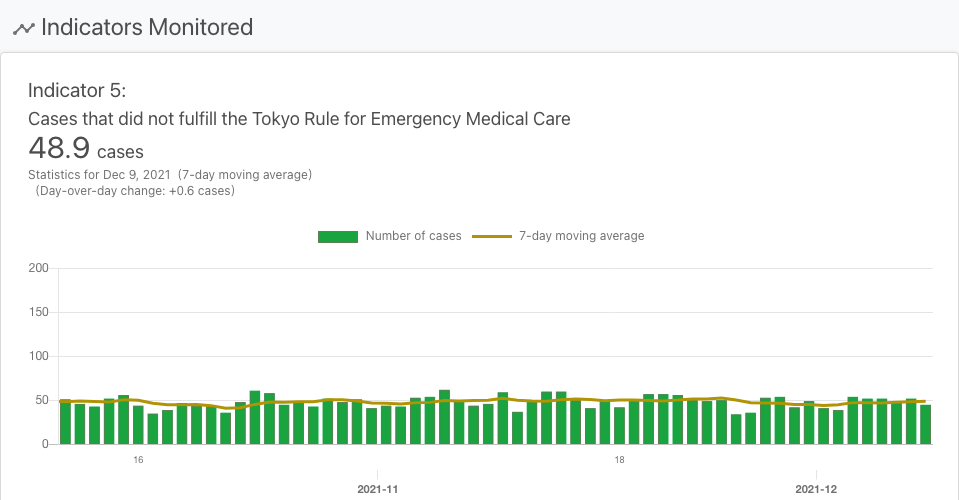 Indicators Monitored
Indicator 5:
Cases that did not fulfill the Tokyo Rule for Emergency Medical Care
48.9 cases
Statistics for Dec 9, 2021 (7-day moving average)
(Day-over-day change: +0.6 cases)
Number of cases 7-day moving average
200
150
100
50
0
16 18
2021-11 2021-12